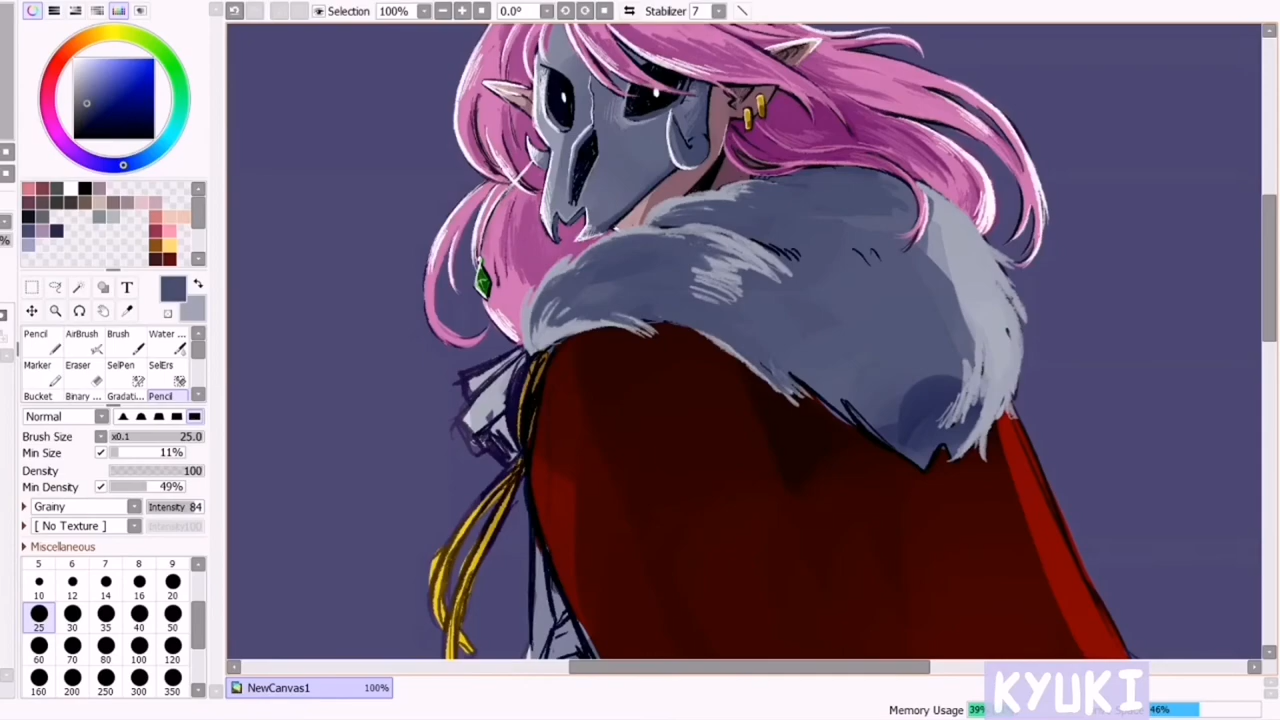 Selection 100% 0.0° Stabilizer 7
%
T
Pencil AirBrush Brush Water ...
Marker Eraser SelPen SelErs
Bucket Binary ... Gradati... Pencil
Normal
Brush Size x0.1 25.0
Min Size 11%
Density 100
Min Density 49%
Grainy Intensity 84
[ No Texture ] Intensity100
Miscellaneous
5 6 7 8 9
10 12 14 16 20
25 30 35 40 50
60 70 80 100 120
160 200 250 300 350
NewCanvas1 100%
KYUKI
Memory Usage 39% 46%